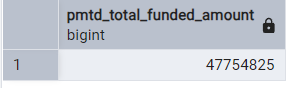 pmtd_total_funded_amount
bigint
1 47754825